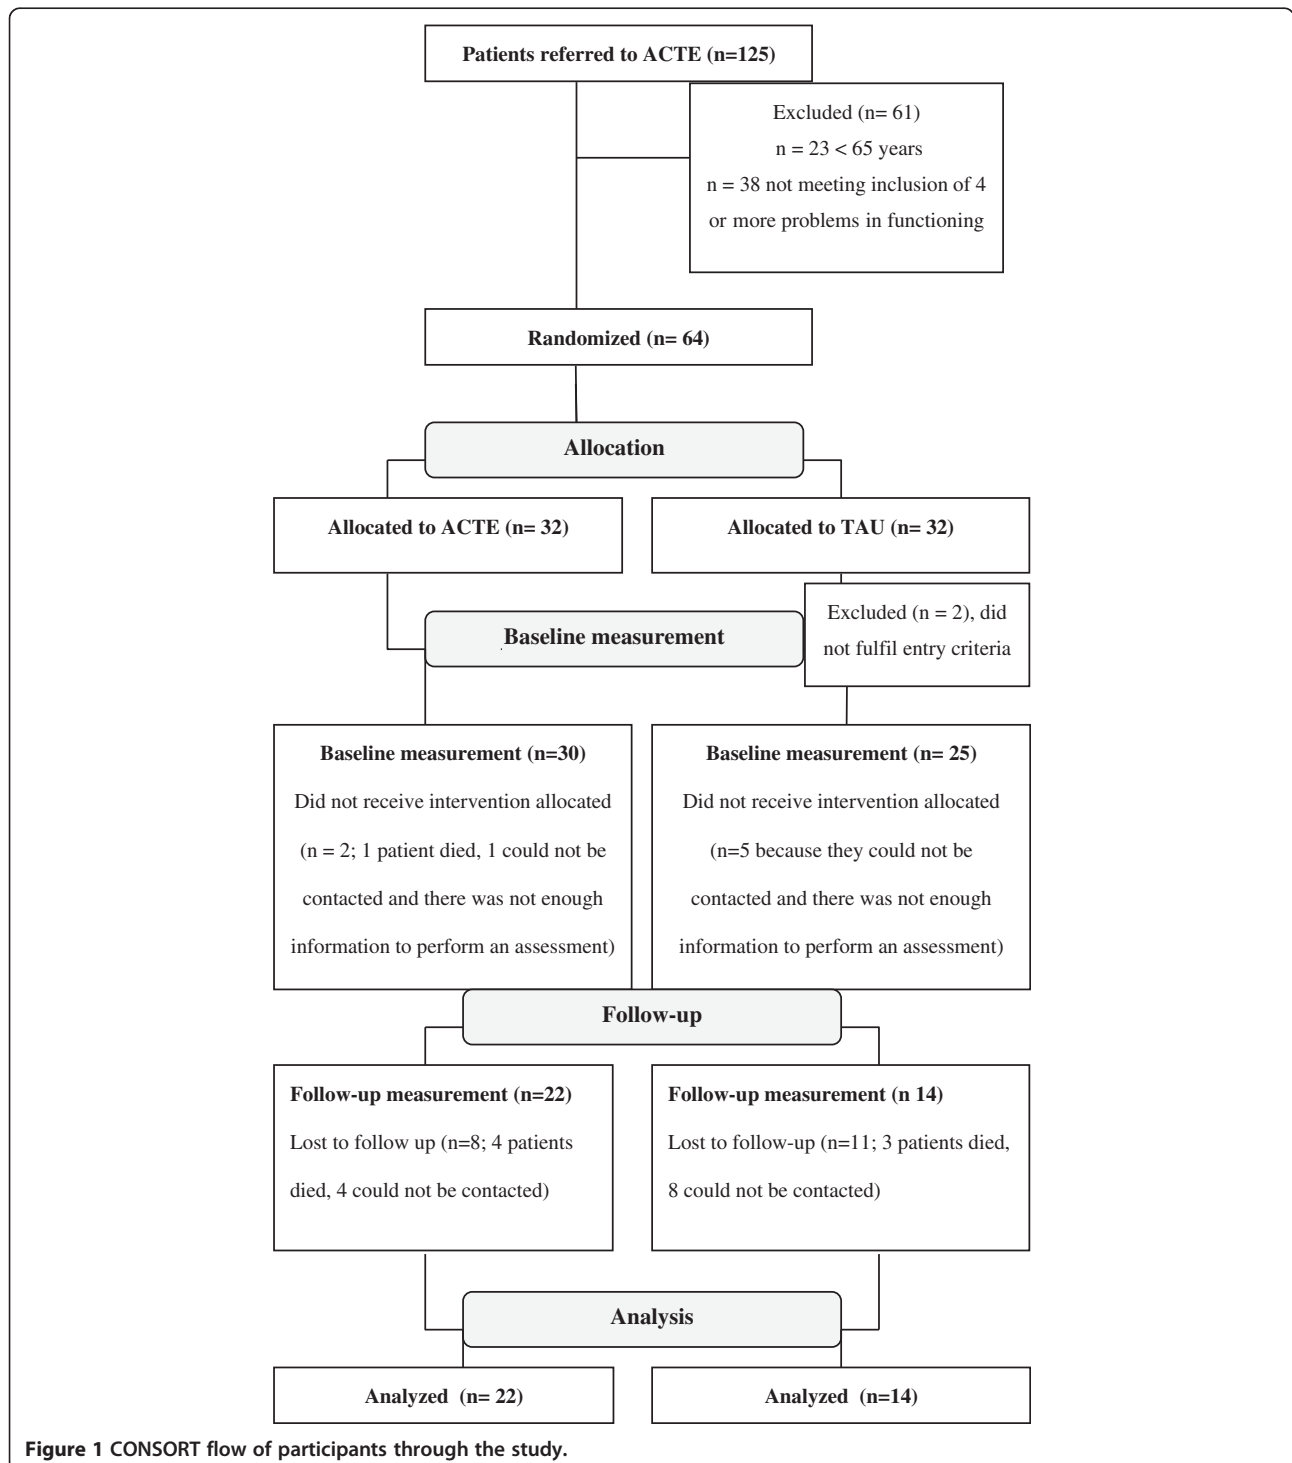 Patients referred to ACTE (n=125)
Excluded (n= 61)
n = 23 < 65 years
n = 38 not meeting inclusion of 4
or more problems in functioning
Randomized (n= 64)
Allocation
Allocated to ACTE (n= 32)
Allocated to TAU (n= 32)
Excluded (n = 2), did
not fulfil entry criteria
Baseline measurement
Baseline measurement (n=30)
Did not receive intervention allocated
(n = 2; 1 patient died, 1 could not be
contacted and there was not enough
information to perform an assessment)
Baseline measurement (n= 25)
Did not receive intervention allocated
(n=5 because they could not be
contacted and there was not enough
information to perform an assessment)
Follow-up
Follow-up measurement (n=22)
Lost to follow up (n=8; 4 patients
died, 4 could not be contacted)
Follow-up measurement (n 14)
Lost to follow-up (n=11; 3 patients died,
8 could not be contacted)
Analysis
Analyzed (n= 22)
Analyzed (n=14)
Figure 1 CONSORT flow of participants through the study.